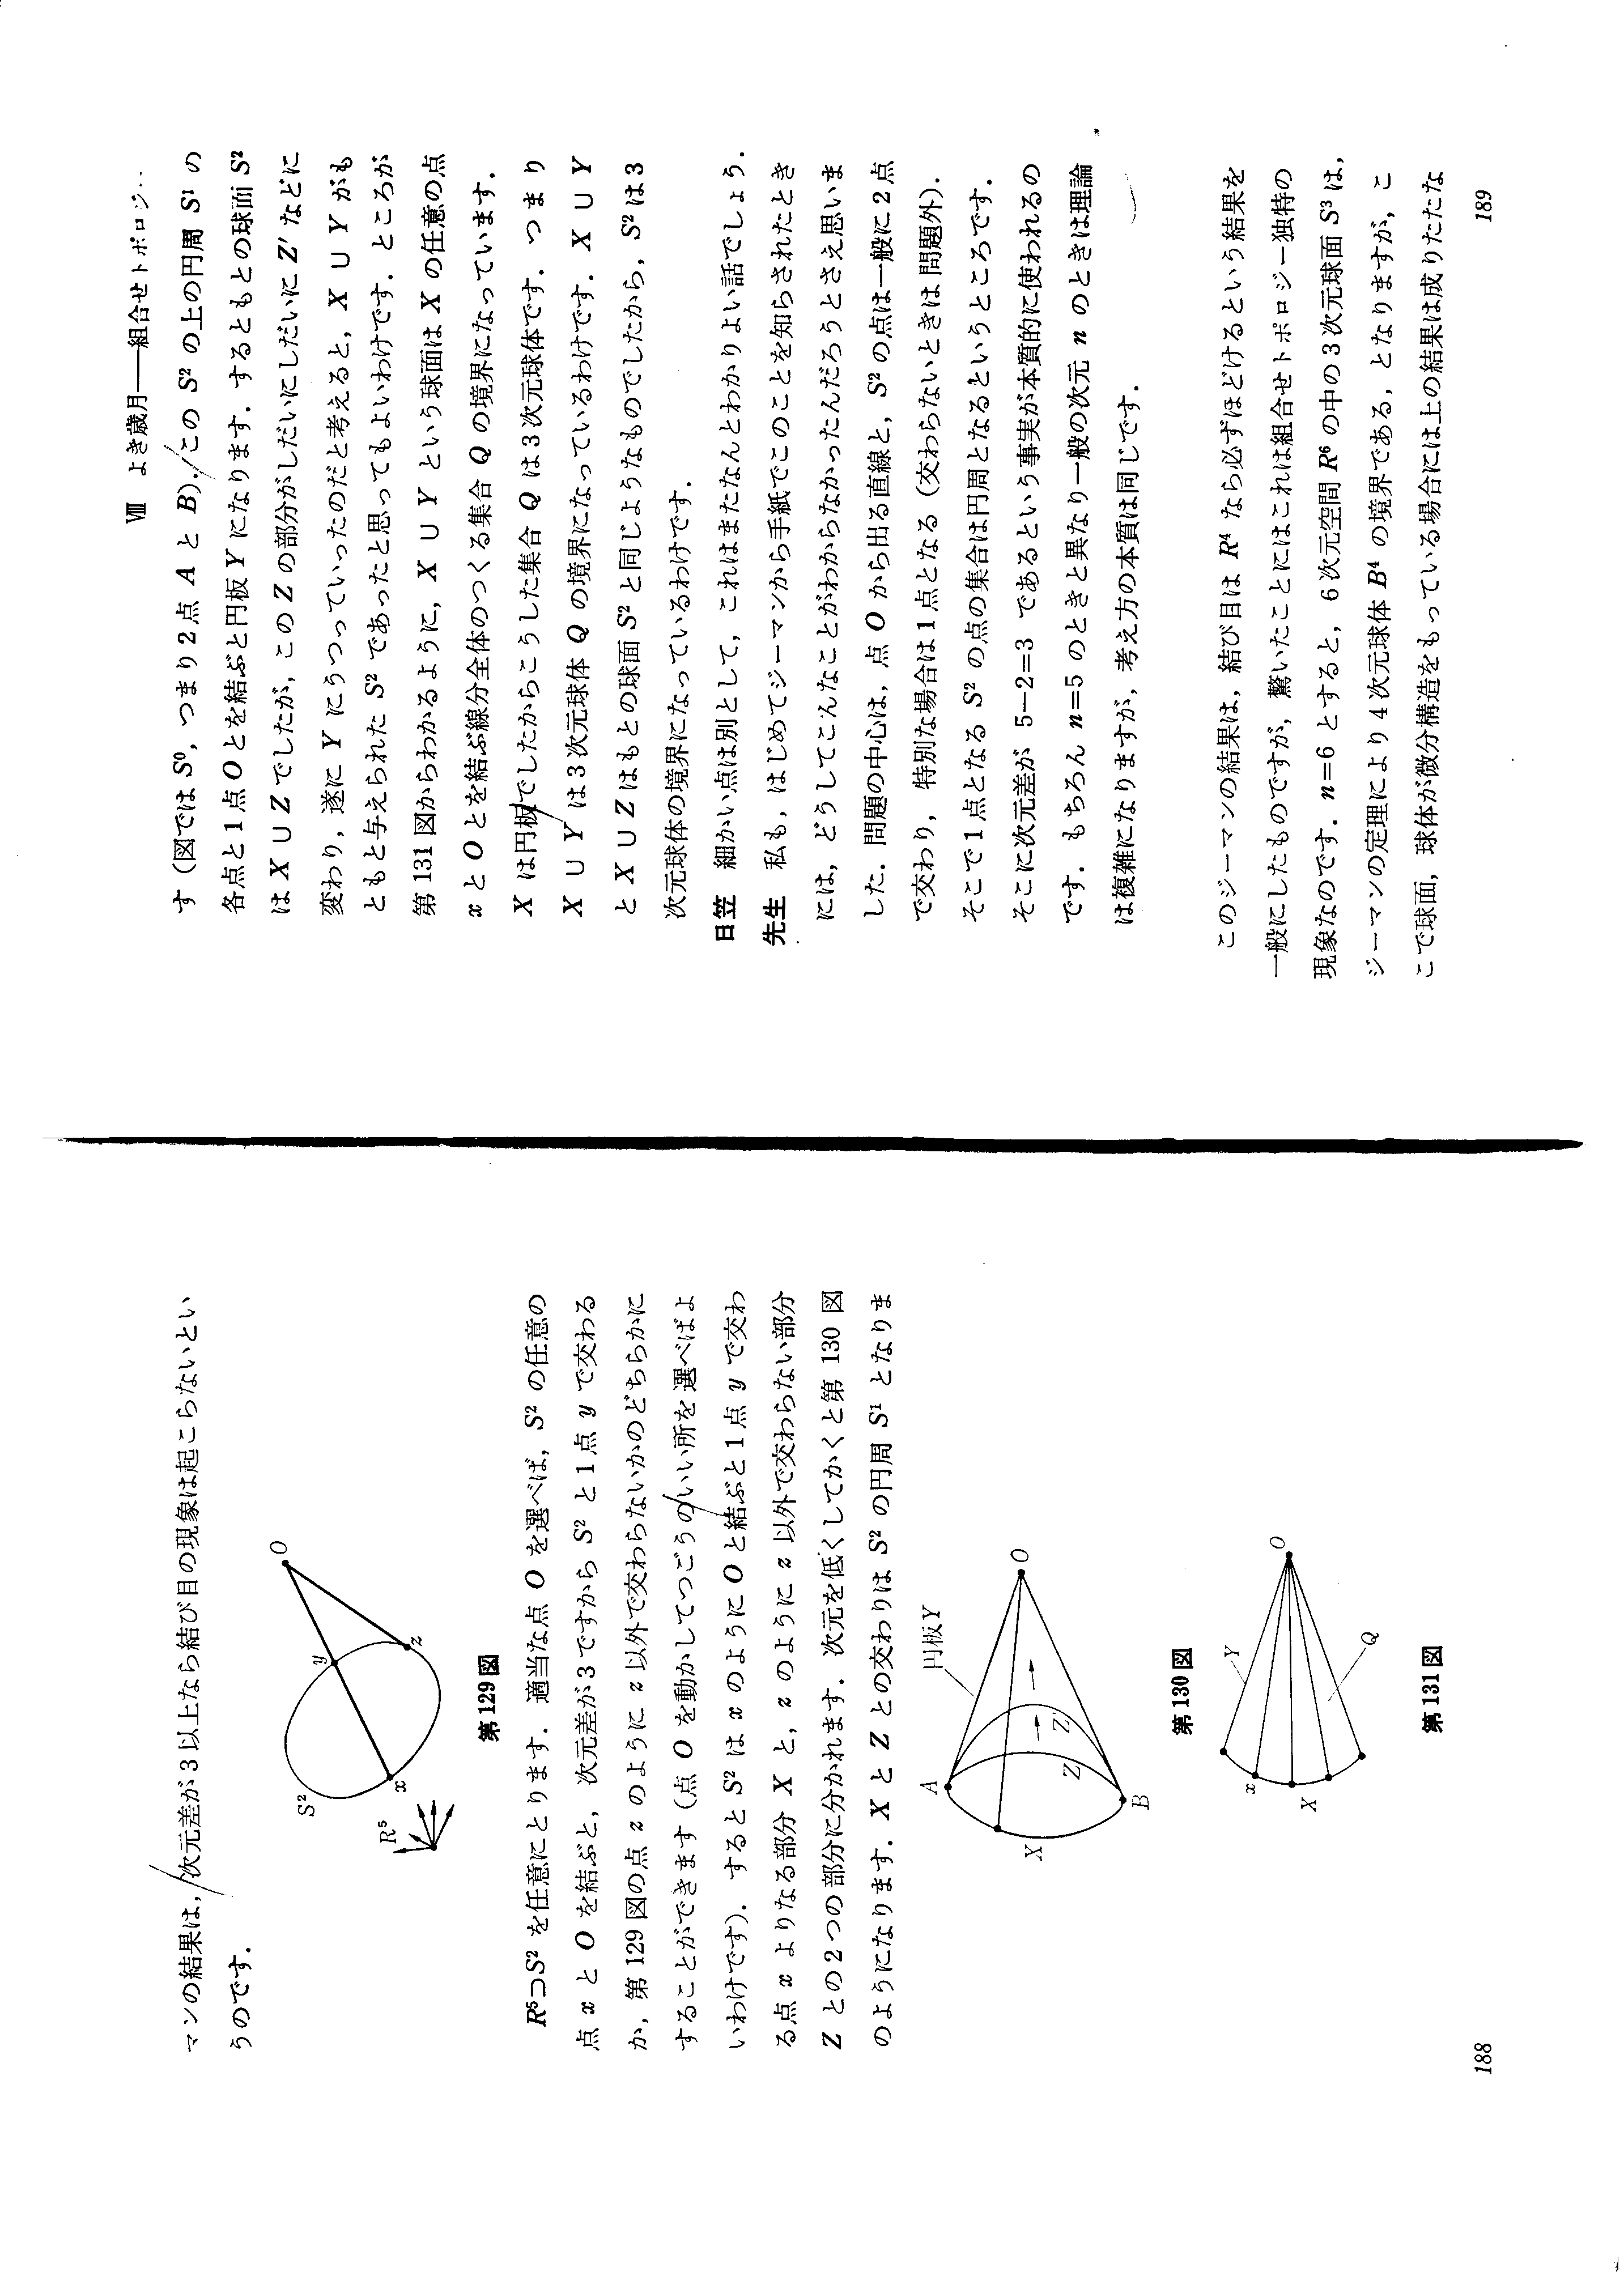 マンの結果は,次元差が3以上なら結び目の現象は起こらないとい
うのです.
S²
R⁵
x
y
z
O
第129図
R⁵⊃S² を任意にとります. 適当な点 O を選べば, S² の任意の
点 x と O を結ぶと, 次元差が3ですから S² と1点 y で交わる
か, 第129図の点 z のように z 以外で交わらないかのどちらかに
することができます (点 O を動かしてつごうのいい所を選べばよ
いわけです). すると S² は x のように O と結ぶと1点 y で交わ
る点 x よりなる部分 X と, z のように z 以外で交わらない部分
Z との2つの部分に分かれます. 次元を低くしてかくと第130図
のようになります. X と Z との交わりは S² の円周 S¹ となりま
円板Y
A
X
B
Z
Z
O
第130図
x
X
Y
Q
O
第131図
188
Ⅷ よき歳月――組合せトポロジ..
す (図では S⁰, つまり2点 A と B). この S² の上の円周 S¹ の
各点と1点 O とを結ぶと円板 Y になります. するともとの球面 S²
は X ∪ Z でしたが, この Z の部分がしだいにしだいに Z′ などに
変わり, 遂に Y にうつっていったのだと考えると, X ∪ Y がも
ともと与えられた S² であったと思ってもよいわけです. ところが
第131図からわかるように, X ∪ Y という球面は X の任意の点
x と O とを結ぶ線分全体のつくる集合 Q の境界になっています.
X は円板でしたからこうした集合 Q は3次元球体です. つまり
X ∪ Y は3次元球体 Q の境界になっているわけです. X ∪ Y
と X ∪ Z はもとの球面 S² と同じようなものでしたから, S² は3
次元球体の境界になっているわけです.
日笠 細かい点は別として, これはまたなんとわかりよい話でしょう.
先生 私も, はじめてジーマンから手紙でこのことを知らされたとき
には, どうしてこんなことがわからなかったんだろうとさえ思いま
した. 問題の中心は, 点 O から出る直線と, S² の点は一般に2点
で交わり, 特別な場合は1点となる (交わらないときは問題外).
そこで1点となる S² の点の集合は円周となるというところです.
そこに次元差が 5−2=3 であるという事実が本質的に使われるの
です. もちろん n=5 のときと異なり一般の次元 n のときは理論
は複雑になりますが, 考え方の本質は同じです.
このジーマンの結果は, 結び目は R⁴ なら必ずほどけるという結果を
一般にしたものですが, 驚いたことにはこれは組合せトポロジー独特の
現象なのです. n=6 とすると, 6次元空間 R⁶ の中の3次元球面 S³ は,
ジーマンの定理により4次元球体 B⁴ の境界である, となりますが, こ
こで球面, 球体が微分構造をもっている場合には上の結果は成りたたな
189